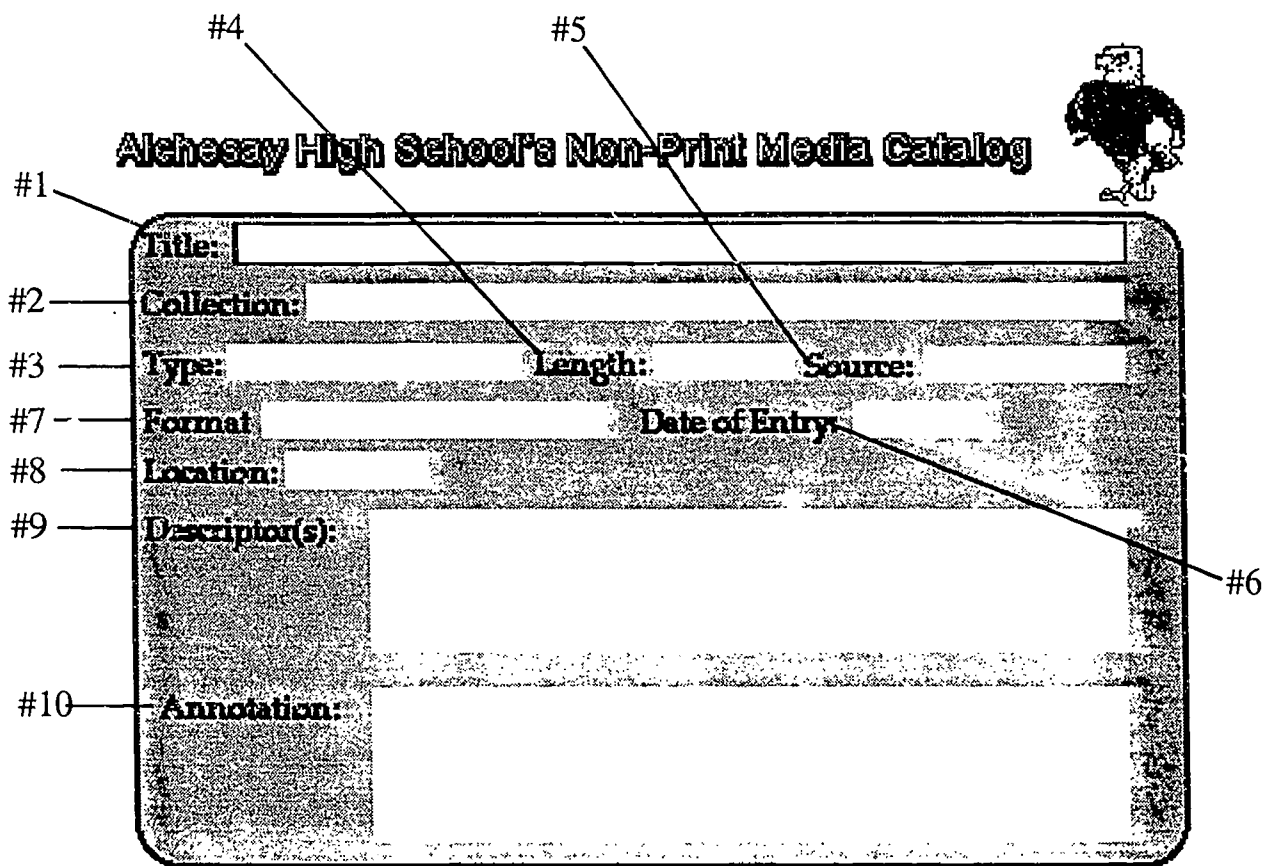 #4 #5
Alchesay High School's Non-Print Media Catalog
#1 Title:
#2 Collection:
#3 Type: Length: Source:
#7 Format Date of Entry:
#8 Location:
#9 Descriptor(s):
#6
#10 Annotation: